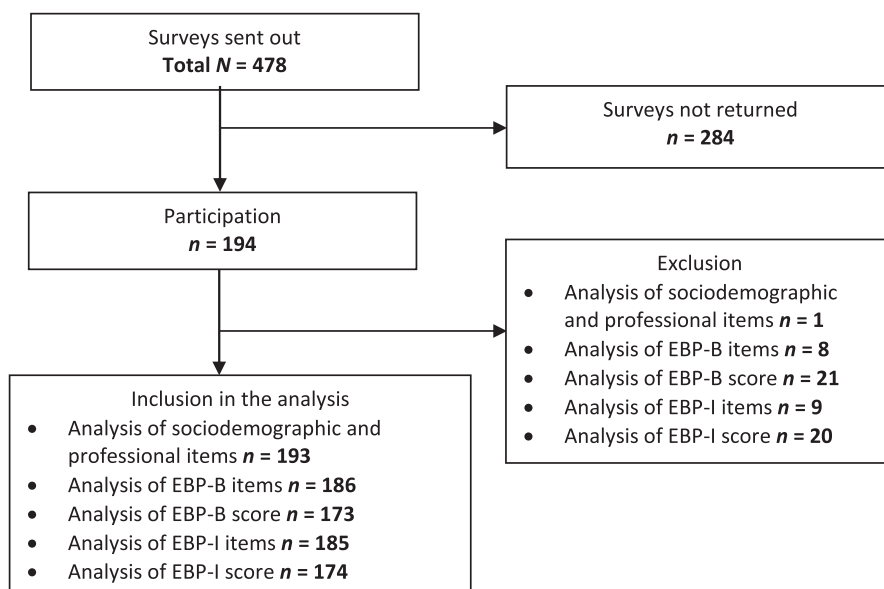 Surveys sent out
Total N = 478
Surveys not returned
n = 284
Participation
n = 194
Exclusion
• Analysis of sociodemographic
and professional items n = 1
• Analysis of EBP-B items n = 8
• Analysis of EBP-B score n = 21
• Analysis of EBP-I items n = 9
• Analysis of EBP-I score n = 20
Inclusion in the analysis
• Analysis of sociodemographic and
professional items n = 193
• Analysis of EBP-B items n = 186
• Analysis of EBP-B score n = 173
• Analysis of EBP-I items n = 185
• Analysis of EBP-I score n = 174